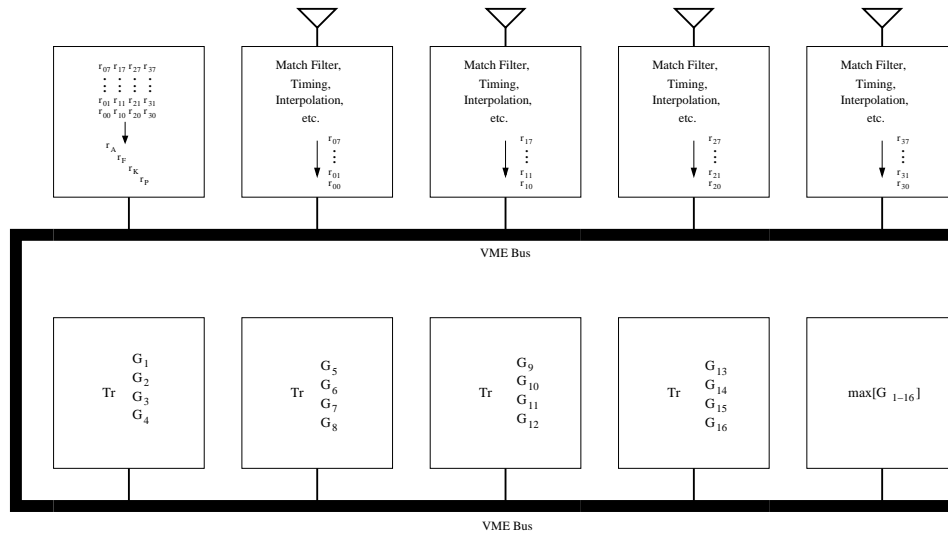 r07 r17 r27 r37
r01 r11 r21 r31
r00 r10 r20 r30
rA
rF
rK
rP
Match Filter,
Timing,
Interpolation,
etc.
r07
r01
r00
Match Filter,
Timing,
Interpolation,
etc.
r17
r11
r10
Match Filter,
Timing,
Interpolation,
etc.
r27
r21
r20
Match Filter,
Timing,
Interpolation,
etc.
r37
r31
r30
VME Bus
Tr
G1
G2
G3
G4
Tr
G5
G6
G7
G8
Tr
G9
G10
G11
G12
Tr
G13
G14
G15
G16
max[G 1–16]
VME Bus